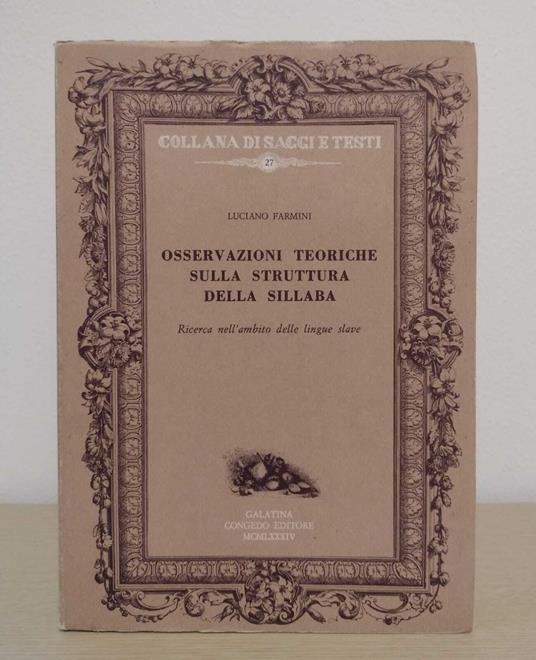 COLLANA DI SAGGI E TESTI
27
LUCIANO FARMINI
OSSERVAZIONI TEORICHE
SULLA STRUTTURA
DELLA SILLABA
Ricerca nell'ambito delle lingue slave
GALATINA
CONGEDO EDITORE
MCMLXXXIV